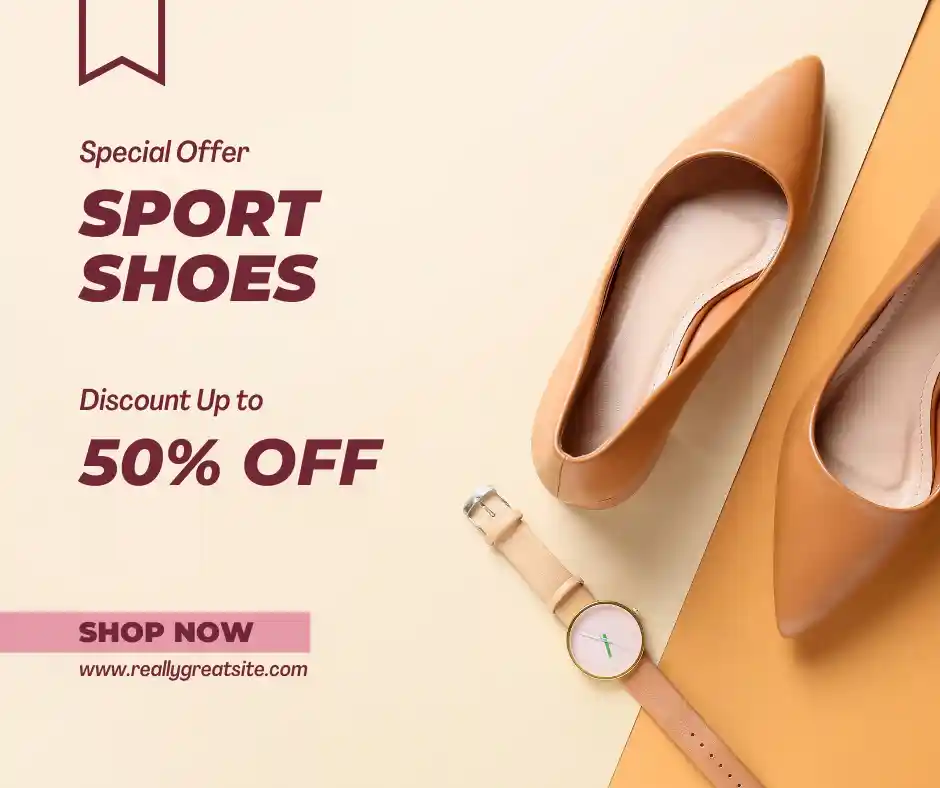 Special Offer
SPORT
SHOES
Discount Up to
50% OFF
SHOP NOW
www.reallygreatsite.com